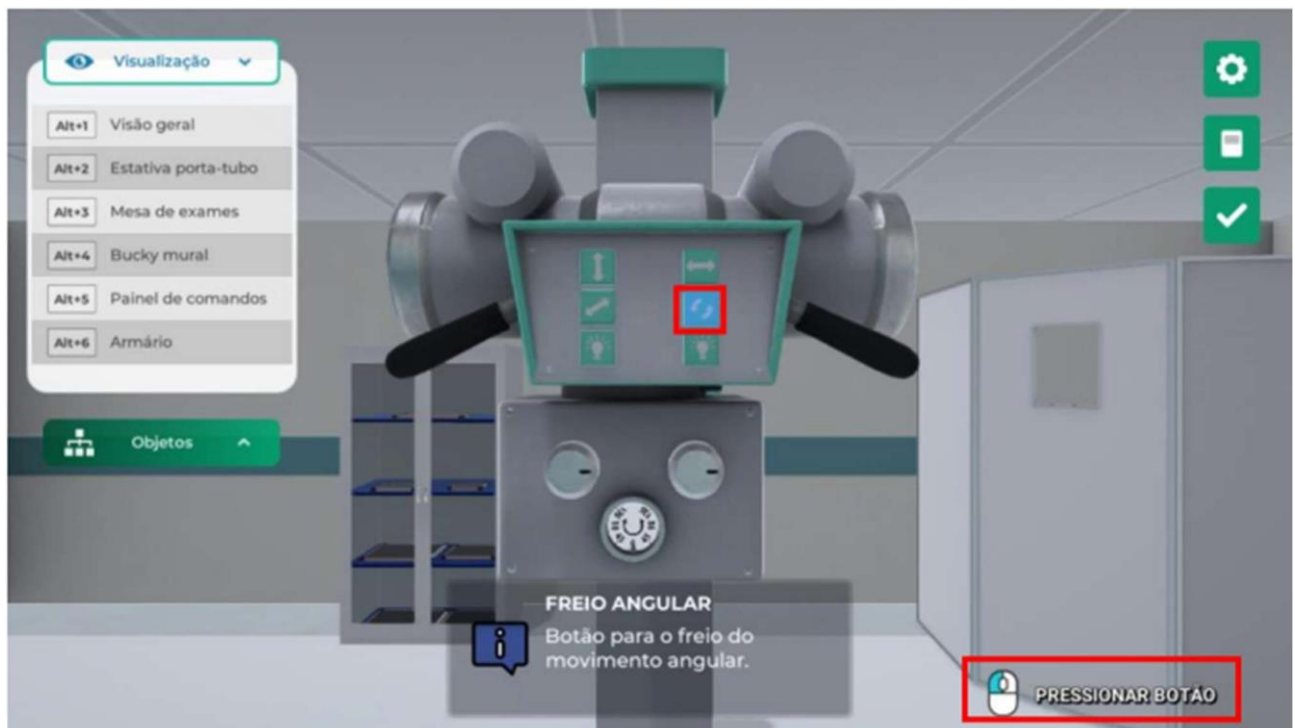 Visualização
Alt+1 Visão geral
Alt+2 Estativa porta-tubo
Alt+3 Mesa de exames
Alt+4 Bucky mural
Alt+5 Painel de comandos
Alt+6 Armário
Objetos
FREIO ANGULAR
Botão para o freio do
movimento angular.
PRESSIONAR BOTÃO